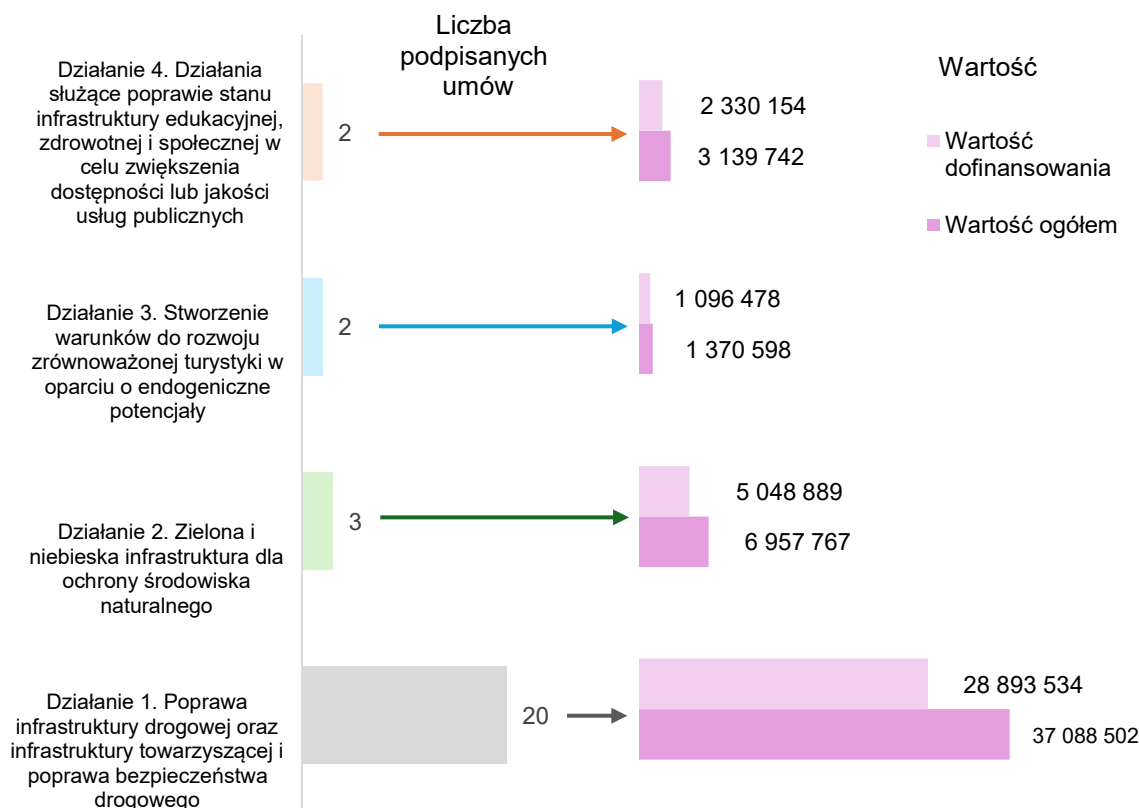 Liczba
podpisanych
umów
Wartość
Wartość
dofinansowania
Wartość ogółem
Działanie 4. Działania
służące poprawie stanu
infrastruktury edukacyjnej,
zdrowotnej i społecznej w
celu zwiększenia
dostępności lub jakości
usług publicznych
2
2 330 154
3 139 742
Działanie 3. Stworzenie
warunków do rozwoju
zrównoważonej turystyki w
oparciu o endogeniczne
potencjały
2
1 096 478
1 370 598
Działanie 2. Zielona i
niebieska infrastruktura dla
ochrony środowiska
naturalnego
3
5 048 889
6 957 767
Działanie 1. Poprawa
infrastruktury drogowej oraz
infrastruktury towarzyszącej i
poprawa bezpieczeństwa
drogowego
20
28 893 534
37 088 502